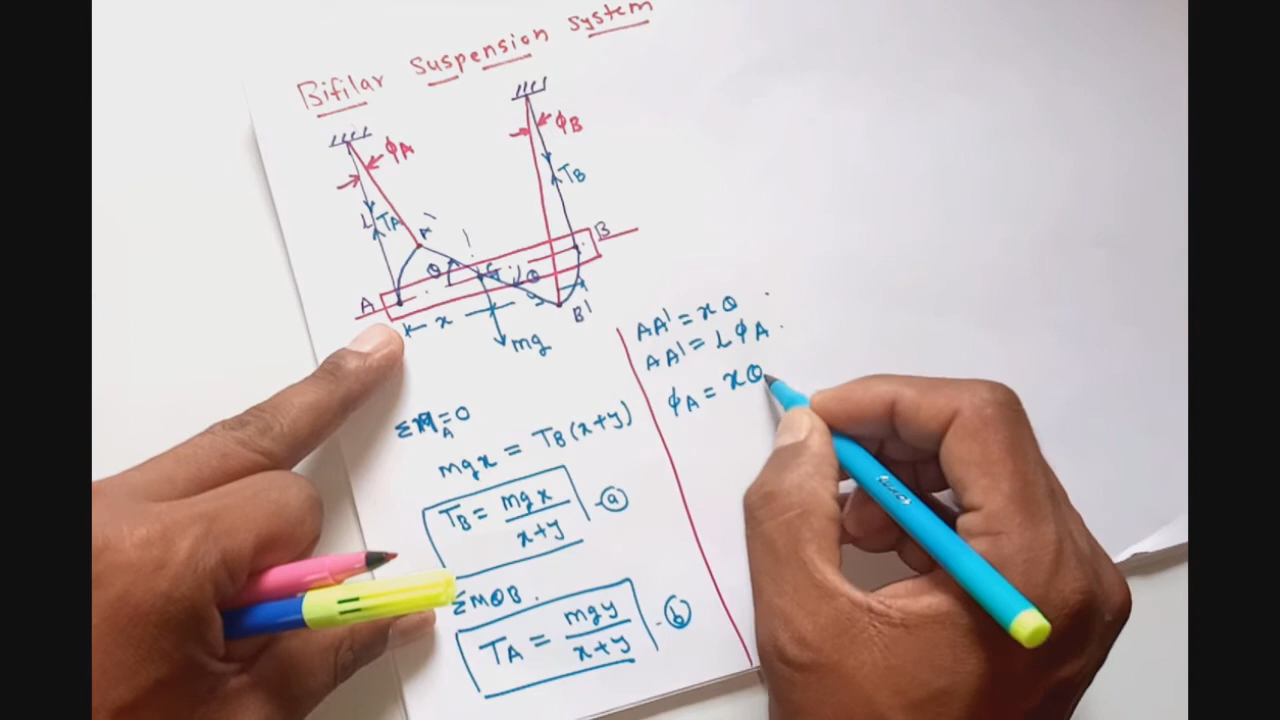 Bifilar Suspension System
ϕA
ϕB
L
TA
TB
A'
B
θ
G
θ
A
x
y
B'
mg
AA' = xθ
AA' = LϕA
ϕA = xθ
ΣM_A = 0
mgx = TB(x+y)
TB = mgx / x+y - (a)
ΣM@B.
TA = mgy / x+y - (b)